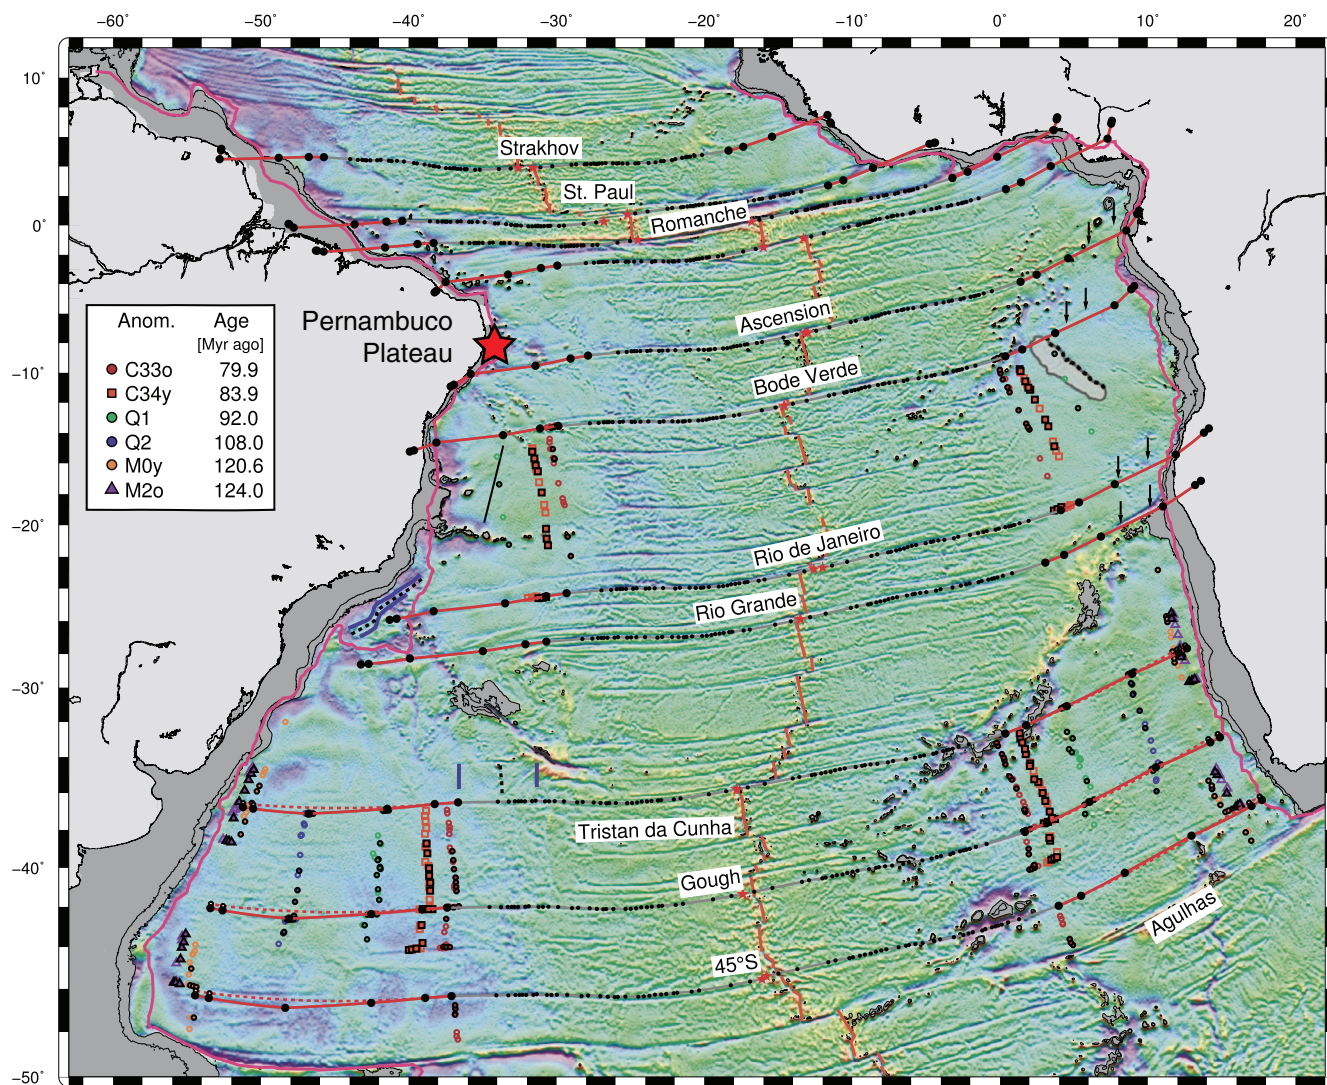 −60˚ −50˚ −40˚ −30˚ −20˚ −10˚ 0˚ 10˚ 20˚
10˚
0˚
−10˚
−20˚
−30˚
−40˚
−50˚
Strakhov
St. Paul
Romanche
Pernambuco
Plateau
Anom. Age
[Myr ago]
C33o 79.9
C34y 83.9
Q1 92.0
Q2 108.0
M0y 120.6
M2o 124.0
Ascension
Bode Verde
Rio de Janeiro
Rio Grande
Tristan da Cunha
Gough
Agulhas
45°S